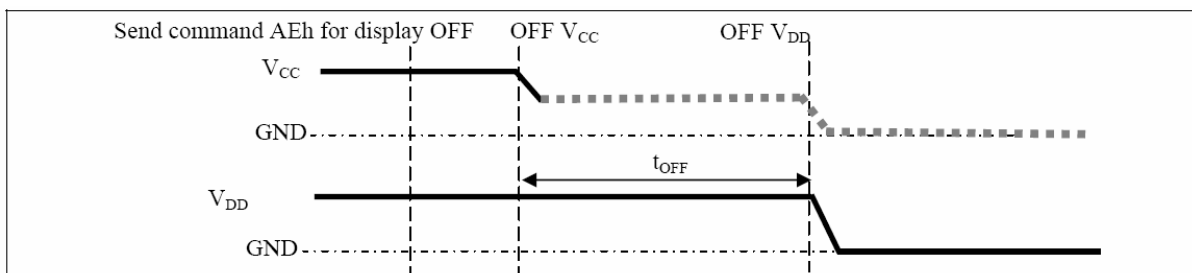 Send command AEh for display OFF OFF VCC OFF VDD
VCC
GND
tOFF
VDD
GND